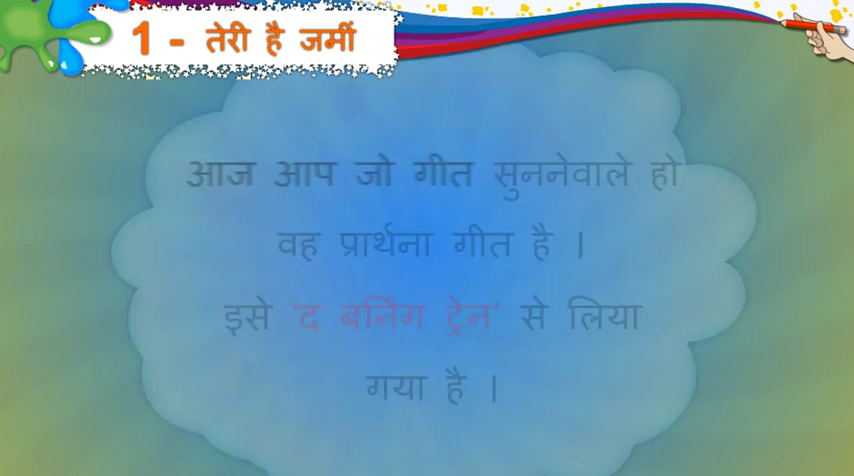 1 - तेरी है जमीं
आज आप जो गीत सुननेवाले हो
वह प्रार्थना गीत है ।
इसे 'द बर्निंग ट्रेन' से लिया
गया है ।